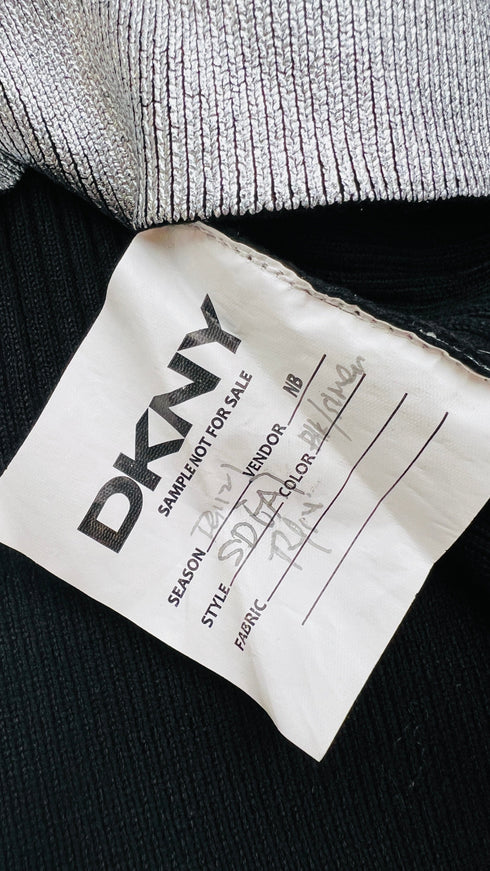 DKNY
SAMPLE NOT FOR SALE
SEASON VENDOR NB
STYLE COLOR
FABRIC